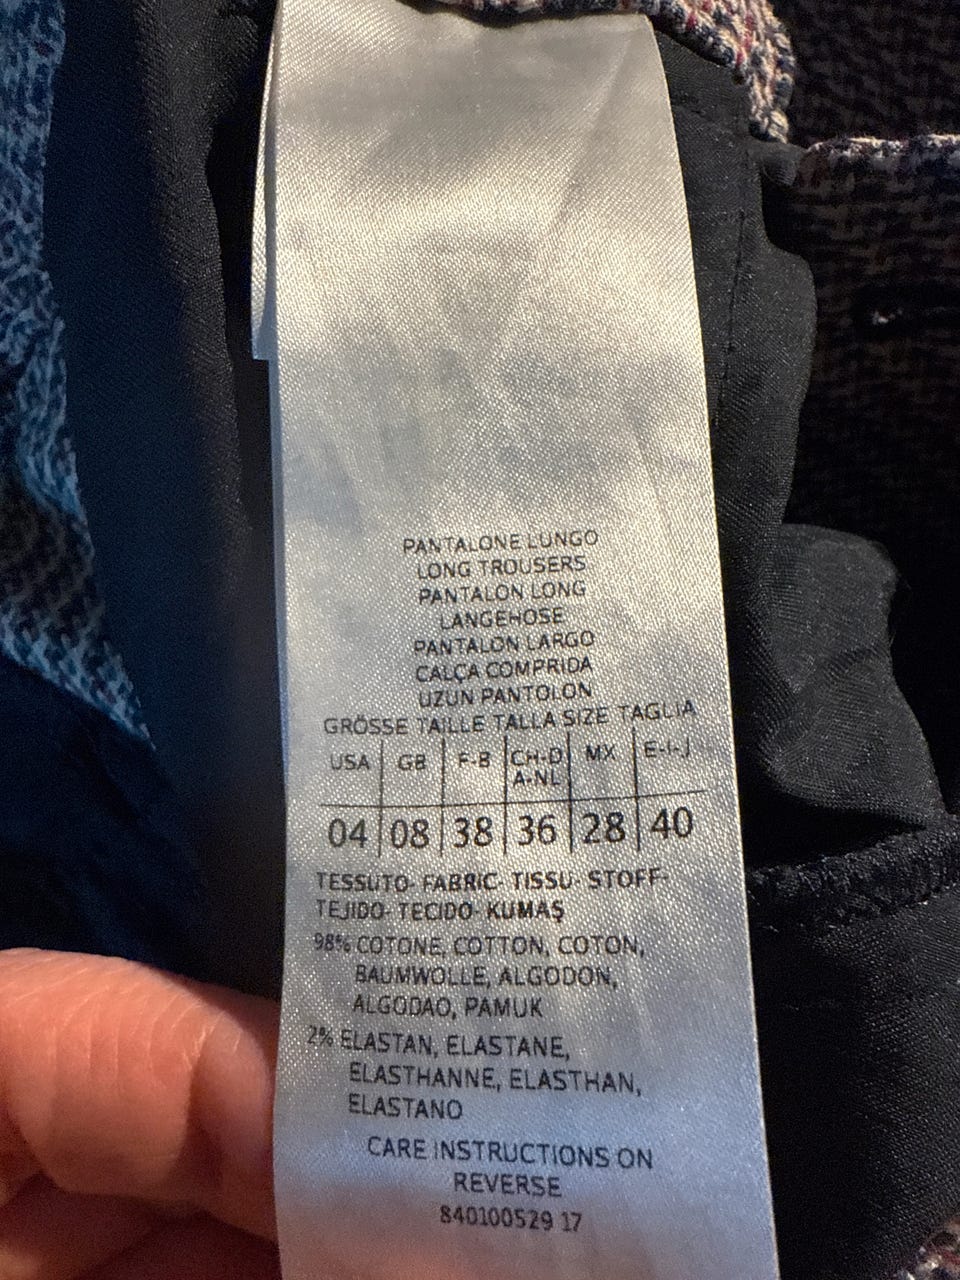 PANTALONE LUNGO
LONG TROUSERS
PANTALON LONG
LANGEHOSE
PANTALON LARGO
CALÇA COMPRIDA
UZUN PANTOLON
GRÖSSE TAILLE TALLA SIZE TAGLIA
USA GB F-B CH-D A-NL MX E-I-J
04 08 38 36 28 40
TESSUTO- FABRIC- TISSU- STOFF-
TEJIDO- TECIDO- KUMAŞ
98% COTONE, COTTON, COTON,
BAUMWOLLE, ALGODON,
ALGODAO, PAMUK
2% ELASTAN, ELASTANE,
ELASTHANNE, ELASTHAN,
ELASTANO
CARE INSTRUCTIONS ON
REVERSE
840100529 17